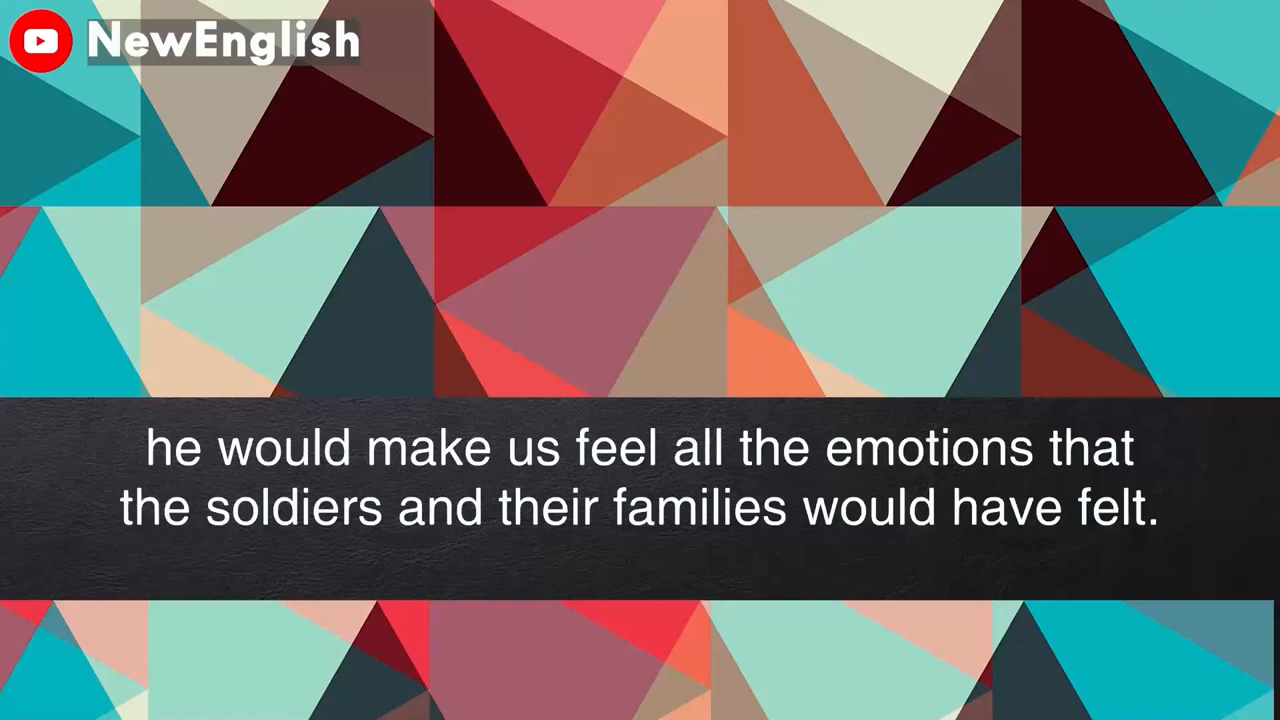 NewEnglish
he would make us feel all the emotions that
the soldiers and their families would have felt.